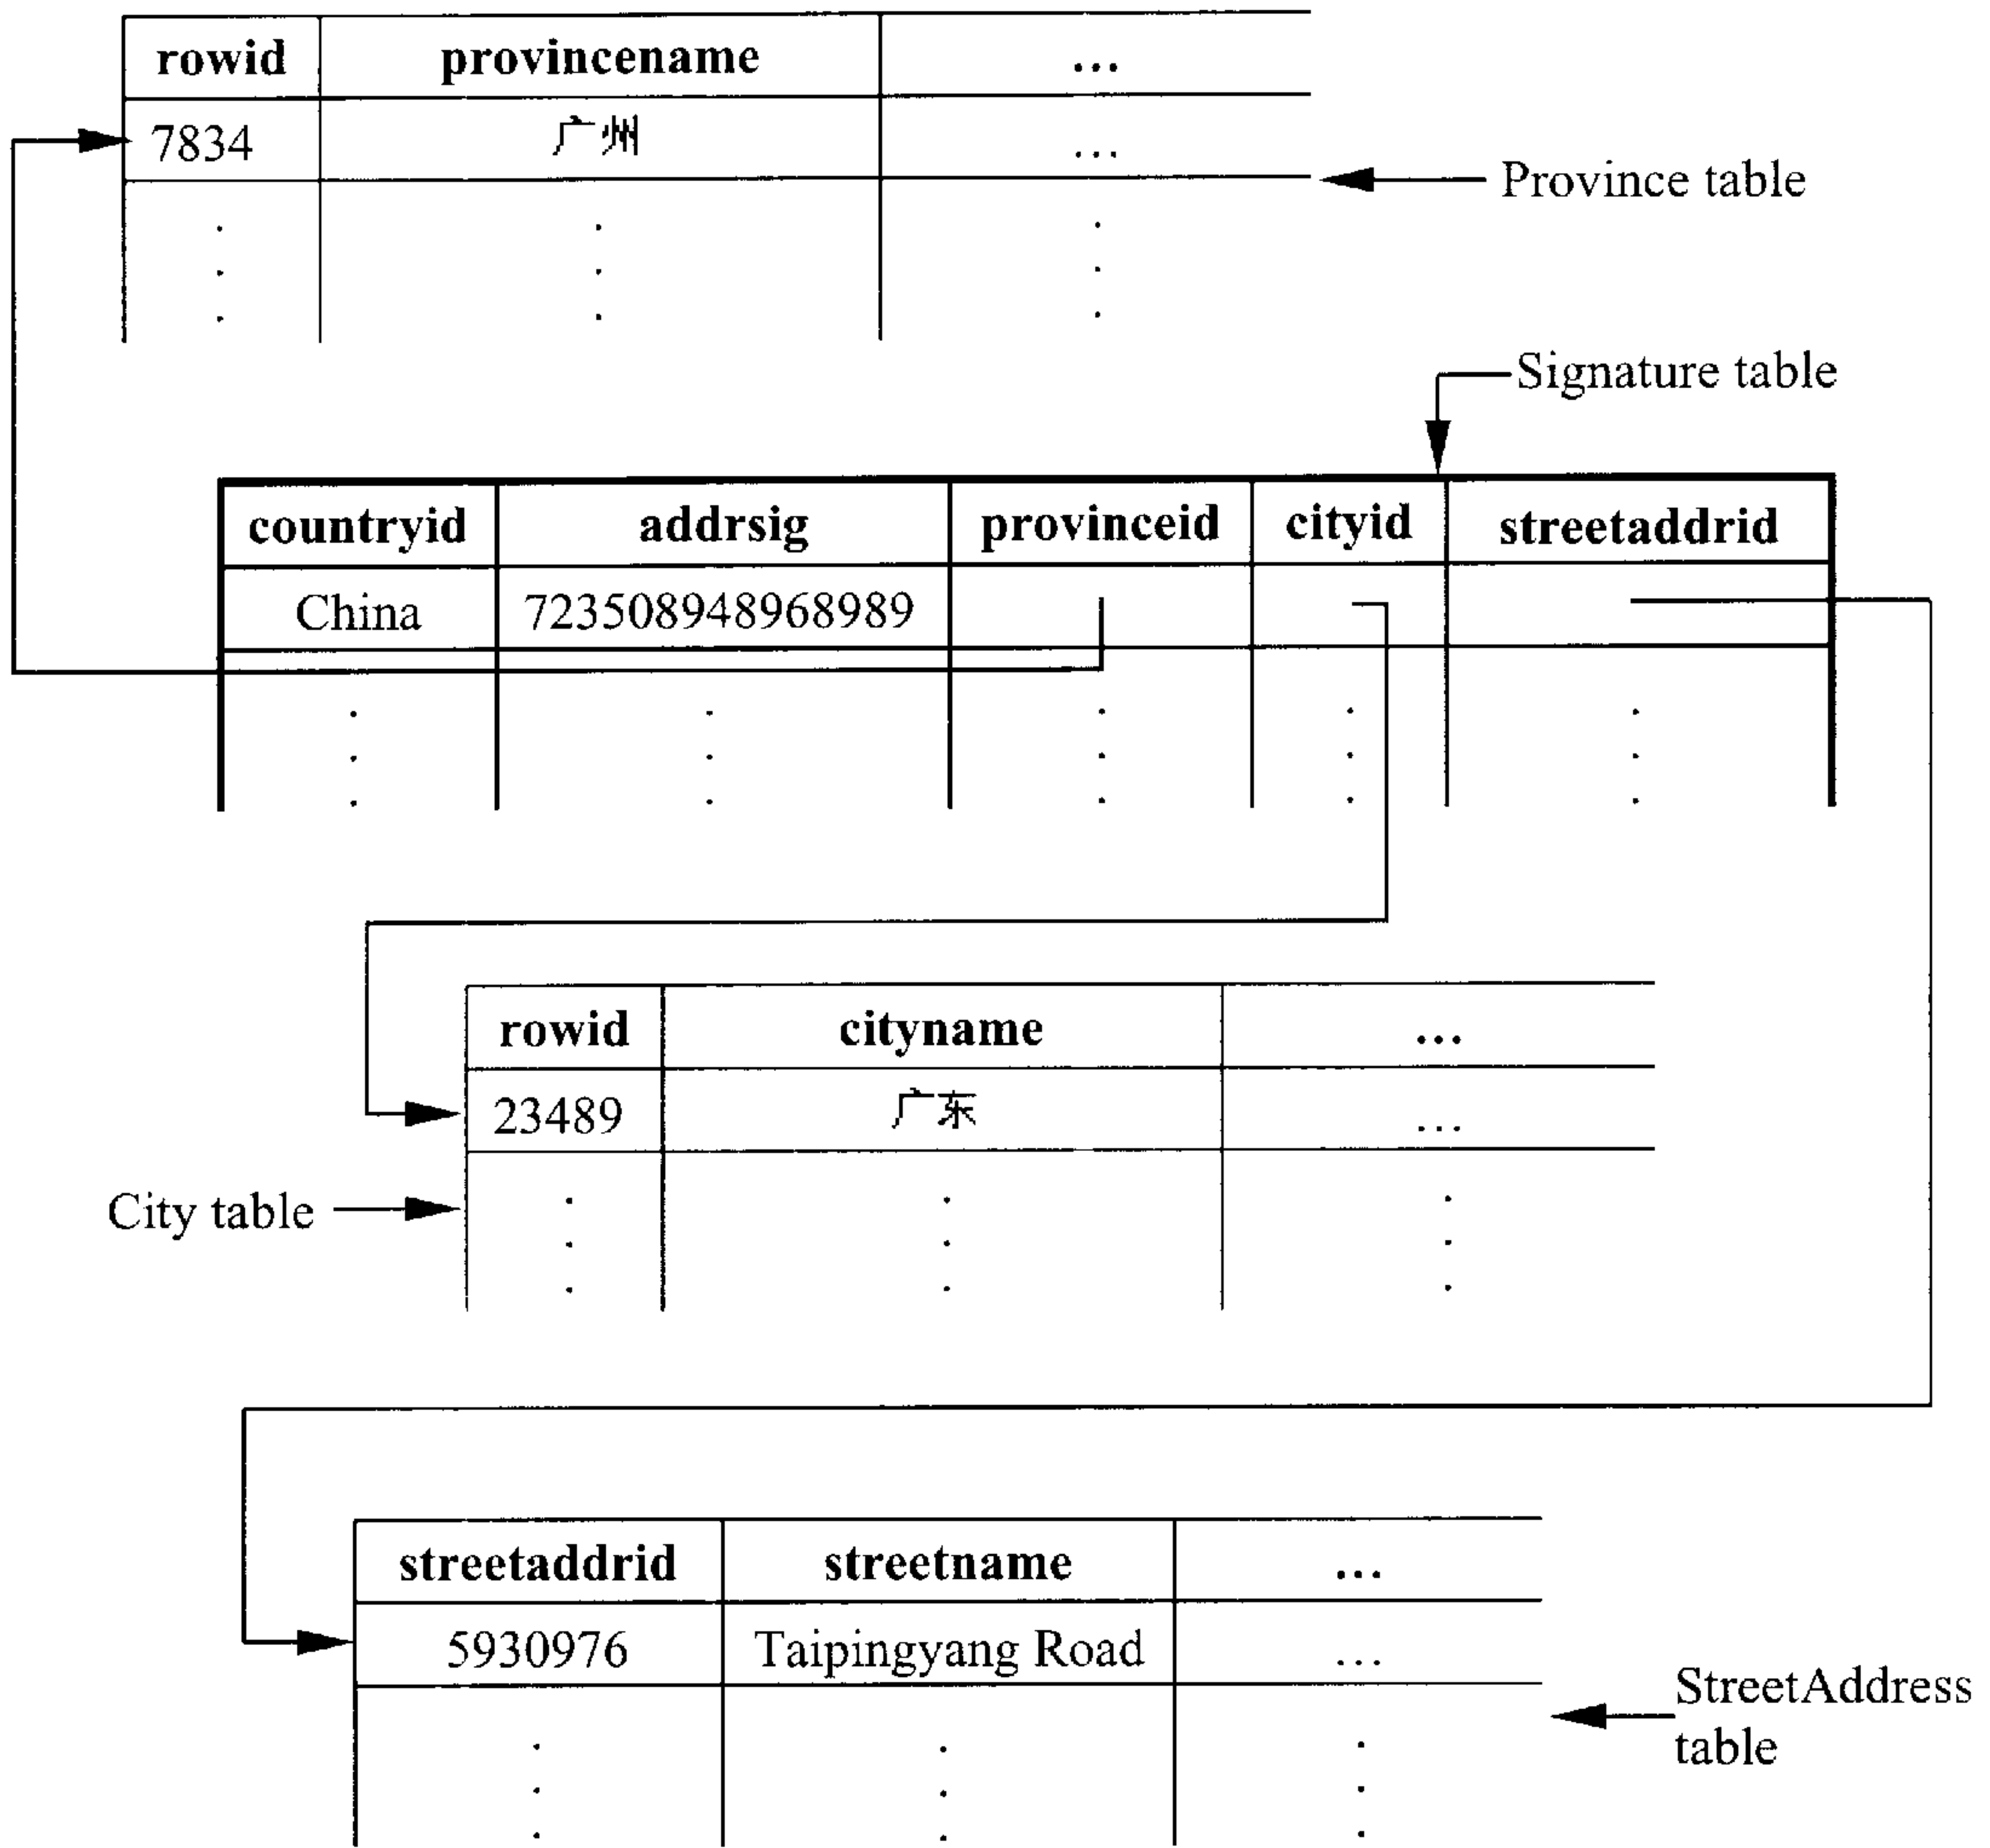 rowid provincename ...
7834 广州 ...
Province table
Signature table
countryid addrsig provinceid cityid streetaddrid
China 723508948968989
rowid cityname ...
23489 广东 ...
City table
streetaddrid streetname ...
5930976 Taipingyang Road ...
StreetAddress
table